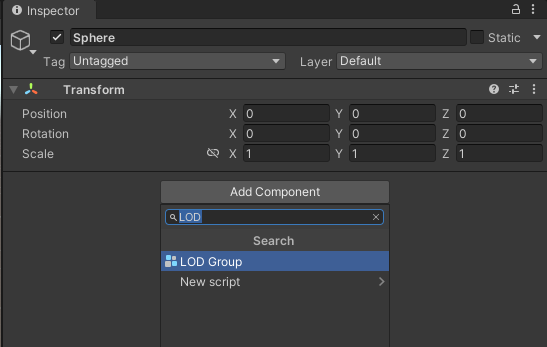 Inspector
Sphere Static
Tag Untagged Layer Default
Transform
Position X 0 Y 0 Z 0
Rotation X 0 Y 0 Z 0
Scale X 1 Y 1 Z 1
Add Component
LOD
Search
LOD Group
New script